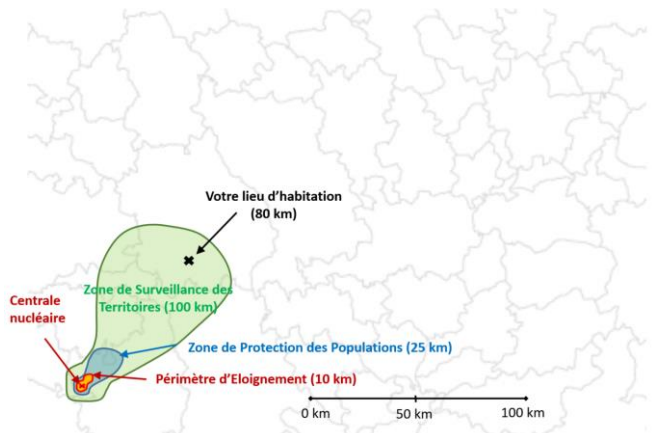 Votre lieu d'habitation
(80 km)
Zone de Surveillance des
Territoires (100 km)
Centrale
nucléaire
Zone de Protection des Populations (25 km)
Périmètre d'Eloignement (10 km)
0 km
50 km
100 km